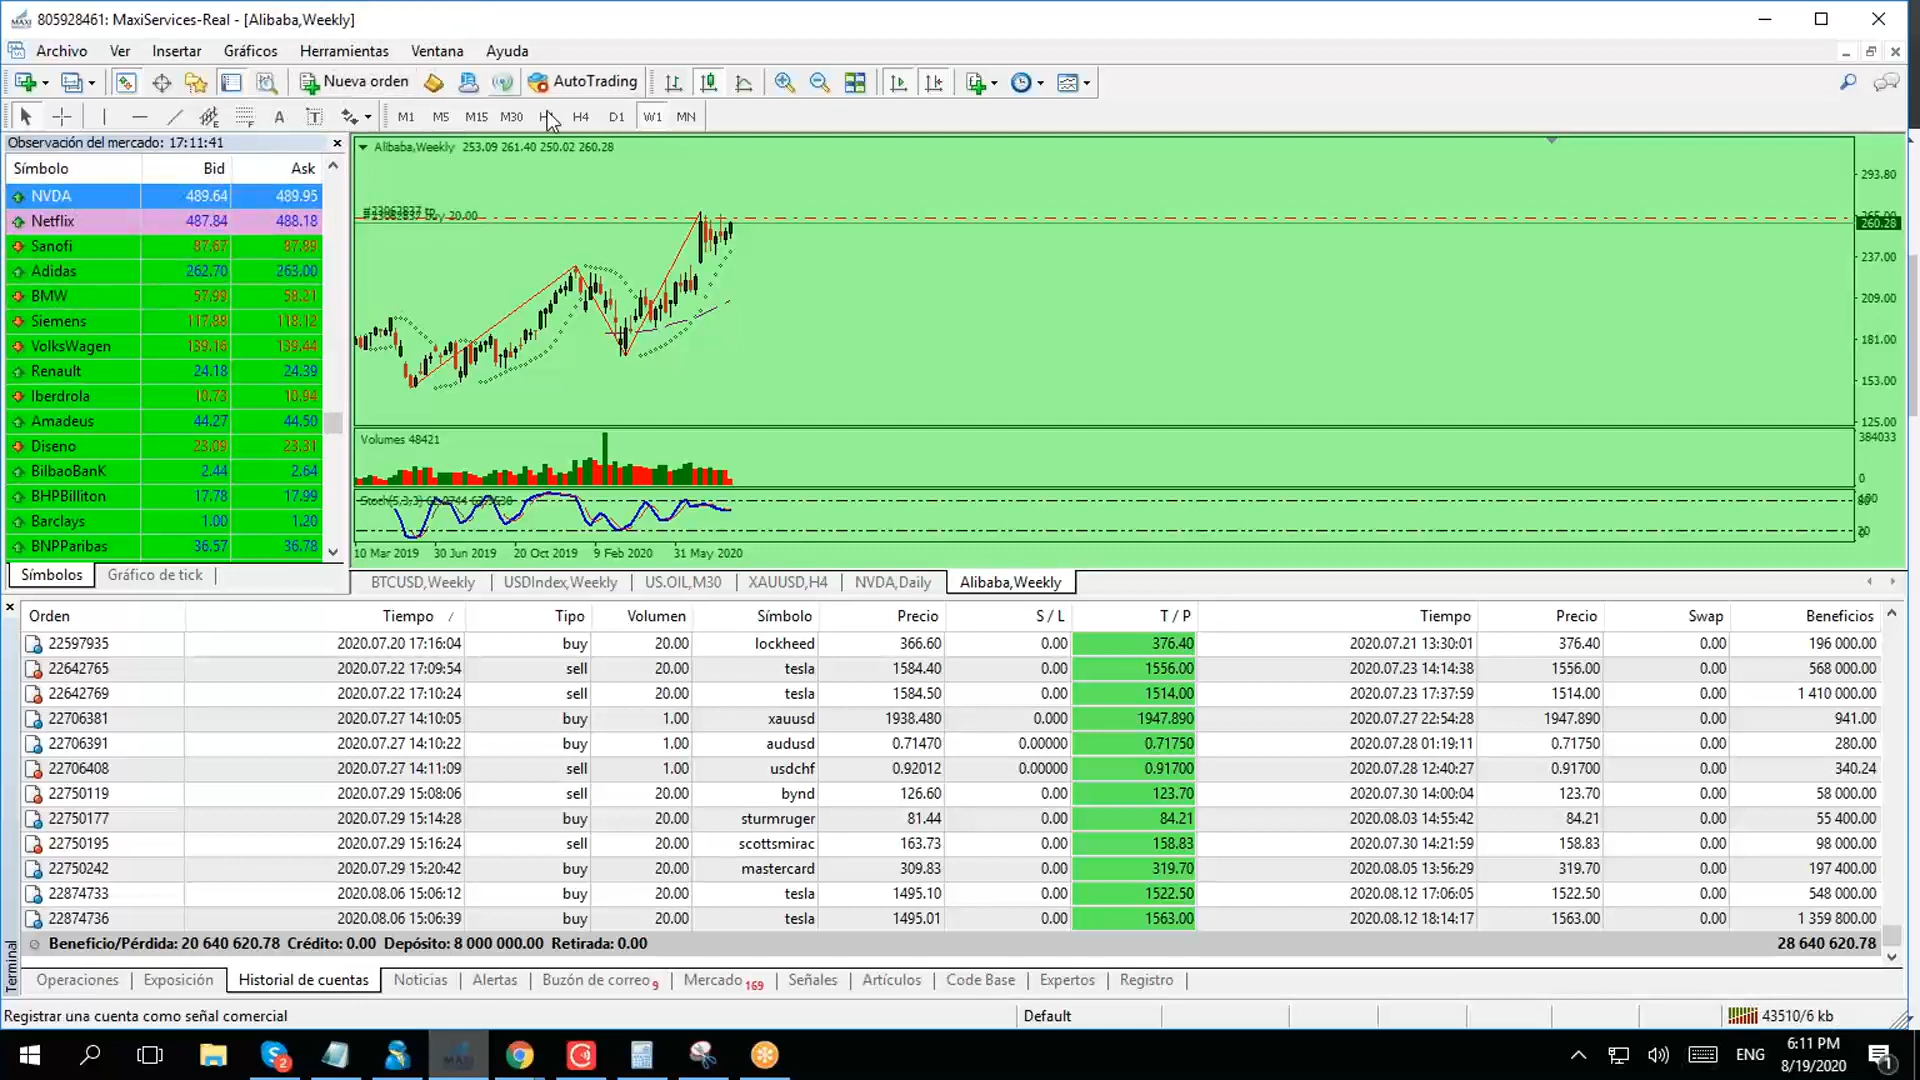 805928461: MaxiServices-Real - [Alibaba,Weekly]
Archivo Ver Insertar Gráficos Herramientas Ventana Ayuda
Nueva orden AutoTrading
M1 M5 M15 M30 H4 D1 W1 MN
Observación del mercado: 17:11:41
Símbolo Bid Ask
NVDA 489.64 489.95
Netflix 487.84 488.18
Sanofi 87.67 87.89
Adidas 262.70 263.00
BMW 57.99 58.21
Siemens 117.88 118.12
VolksWagen 139.16 139.44
Renault 24.18 24.39
Iberdrola 10.73 10.94
Amadeus 44.27 44.50
Diseno 23.09 23.31
BilbaoBanK 2.44 2.64
BHPBilliton 17.78 17.99
Barclays 1.00 1.20
BNPParibas 36.57 36.78
Símbolos Gráfico de tick
Alibaba,Weekly 253.09 261.40 250.02 260.28
#23062837 buy 20.00
293.80
265.00
260.28
237.00
209.00
181.00
153.00
125.00
Volumes 48421
384033
0
Stoch(5,3,3)
100
20
10 Mar 2019 30 Jun 2019 20 Oct 2019 9 Feb 2020 31 May 2020
BTCUSD,Weekly USDIndex,Weekly US.OIL,M30 XAUUSD,H4 NVDA,Daily Alibaba,Weekly
Orden Tiempo / Tipo Volumen Símbolo Precio S / L T / P Tiempo Precio Swap Beneficios
22597935 2020.07.20 17:16:04 buy 20.00 lockheed 366.60 0.00 376.40 2020.07.21 13:30:01 376.40 0.00 196 000.00
22642765 2020.07.22 17:09:54 sell 20.00 tesla 1584.40 0.00 1556.00 2020.07.23 14:14:38 1556.00 0.00 568 000.00
22642769 2020.07.22 17:10:24 sell 20.00 tesla 1584.50 0.00 1514.00 2020.07.23 17:37:59 1514.00 0.00 1 410 000.00
22706381 2020.07.27 14:10:05 buy 1.00 xauusd 1938.480 0.000 1947.890 2020.07.27 22:54:28 1947.890 0.00 941.00
22706391 2020.07.27 14:10:22 buy 1.00 audusd 0.71470 0.00000 0.71750 2020.07.28 01:19:11 0.71750 0.00 280.00
22706408 2020.07.27 14:11:09 sell 1.00 usdchf 0.92012 0.00000 0.91700 2020.07.28 12:40:27 0.91700 0.00 340.24
22750119 2020.07.29 15:08:06 sell 20.00 bynd 126.60 0.00 123.70 2020.07.30 14:00:04 123.70 0.00 58 000.00
22750177 2020.07.29 15:14:28 buy 20.00 sturmruger 81.44 0.00 84.21 2020.08.03 14:55:42 84.21 0.00 55 400.00
22750195 2020.07.29 15:16:24 sell 20.00 scottsmirac 163.73 0.00 158.83 2020.07.30 14:21:59 158.83 0.00 98 000.00
22750242 2020.07.29 15:20:42 buy 20.00 mastercard 309.83 0.00 319.70 2020.08.05 13:56:29 319.70 0.00 197 400.00
22874733 2020.08.06 15:06:12 buy 20.00 tesla 1495.10 0.00 1522.50 2020.08.12 17:06:05 1522.50 0.00 548 000.00
22874736 2020.08.06 15:06:39 buy 20.00 tesla 1495.01 0.00 1563.00 2020.08.12 18:14:17 1563.00 0.00 1 359 800.00
Beneficio/Pérdida: 20 640 620.78 Crédito: 0.00 Depósito: 8 000 000.00 Retirada: 0.00 28 640 620.78
Terminal
Operaciones Exposición Historial de cuentas Noticias Alertas Buzón de correo 9 Mercado 169 Señales Artículos Code Base Expertos Registro
Registrar una cuenta como señal comercial Default 43510/6 kb
ENG 6:11 PM
8/19/2020